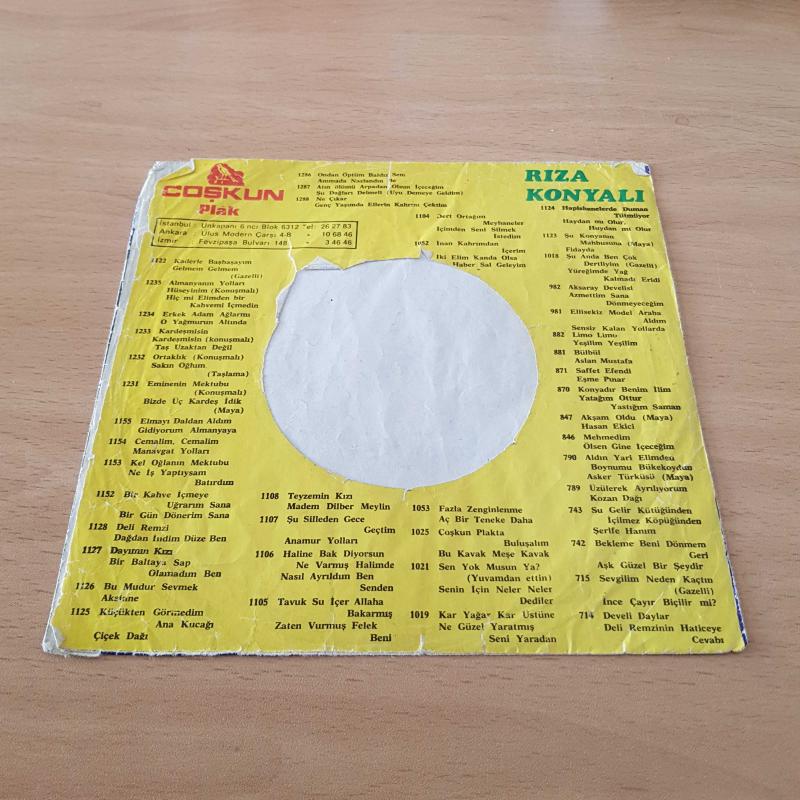 COŞKUN
Plâk
İstanbul : Unkapanı 6 ncı Blok 6312 Tel : 26 27 83
Ankara : Ulus Modern Çarşı 4-8 - 10 68 46
İzmir : Fevzipaşa Bulvarı 148 - 3 46 46
1286 Ondan Öptüm Baldız Sem
Ammada Nazlandın
1287 Atın ölümü Arpadan Olsun İçeceğim
Şu Dağları Delmeli (Uyu Demeye Geldim)
1288 Ne Çıkar
Genç Yaşımda Ellerin Kahrını Çektim
RIZA
KONYALI
1122 Kaderle Başbaşayım
Gelmem Gelmem
(Gazelli)
1235 Almanyanın Yolları
Hüseyinim (Konuşmalı)
Hiç mi Elimden bir
Kahvemi İçmedin
1234 Erkek Adam Ağlarmı
O Yağmurun Altında
1233 Kardeşmisin
Kardeşmisin (konuşmalı)
Taş Uzaktan Değil
1232 Ortaklık (Konuşmalı)
Sakın Oğlum
(Taşlama)
1231 Eminenin Mektubu
(Konuşmalı)
Bizde Üç Kardeş İdik
(Maya)
1155 Elmayı Daldan Aldım
Gidiyorum Almanyaya
1154 Cemalim, Cemalim
Manavgat Yolları
1153 Kel Oğlanın Mektubu
Ne İş Yaptıysam
Batırdım
1152 Bir Kahve İçmeye
Uğrarım Sana
Bir Gün Dönerim Sana
1128 Deli Remzi
Dağdan İndim Düze Ben
1127 Dayımın Kızı
Bir Baltaya Sap
Olamadım Ben
1126 Bu Mudur Sevmek
Akşine
1125 Küçükten Görmedim
Ana Kucağı
Çiçek Dağı
1108 Teyzemin Kızı
Madem Dilber Meylin
1107 Şu Silleden Gece
Geçtim
Anamur Yolları
1106 Haline Bak Diyorsun
Ne Varmış Halimde
Nasıl Ayrıldım Ben
Senden
1105 Tavuk Su İçer Allaha
Bakarmış
Zaten Vurmuş Felek
Beni
1104 Dert Ortağım
Meyhaneler
İçimden Seni Silmek
İstedim
1052 İnan Kahrımdan
İçerim
İki Elim Kanda Olsa
Haber Sal Geleyim
1053 Fazla Zenginlenme
Aç Bir Teneke Daha
1025 Coşkun Plakta
Buluşalım
Bu Kavak Meşe Kavak
1021 Sen Yok Musun Ya?
(Yuvamdan ettin)
Senin İçin Neler Neler
Dediler
1019 Kar Yağar Kar Üstüne
Ne Güzel Yaratmış
Seni Yaradan
1124 Hapishanelerde Duman
Tütmüyor
Haydan mı Olur
Huydan mı Olur
1123 Şu Konyanın
Mahbusuna (Maya)
Fidayda
1018 Şu Anda Ben Çok
Dertliyim (Gazeli)
Yüreğimde Yağ
Kalmadı Eridi
982 Aksaray Develisi
Azmettim Sana
Dönmeyeceğim
981 Ellisekiz Model Araba
Aldım
Sensiz Kalan Yollarda
882 Limo Limo
Yeşilim Yeşilim
881 Bülbül
Aslan Mustafa
871 Saffet Efendi
Eşme Pınar
870 Konyadır Benim İlim
Yatağım Ottur
Yastığım Saman
847 Akşam Oldu (Maya)
Hasan Ekici
846 Mehmedim
Ölsen Gine İçeceğim
790 Aldın Yari Elimden
Boynumu Bükekoydun
Asker Türküsü (Maya)
789 Üzülerek Ayrılıyorum
Kozan Dağı
743 Su Gelir Kütüğünden
İçilmez Köpüğünden
Şerife Hanım
742 Bekleme Beni Dönmem
Geri
Aşk Güzel Bir Şeydir
715 Sevgilim Neden Kaçtın
(Gazelli)
İnce Çayır Biçilir mi?
714 Develi Daylar
Deli Remzinin Haticeye
Cevabı